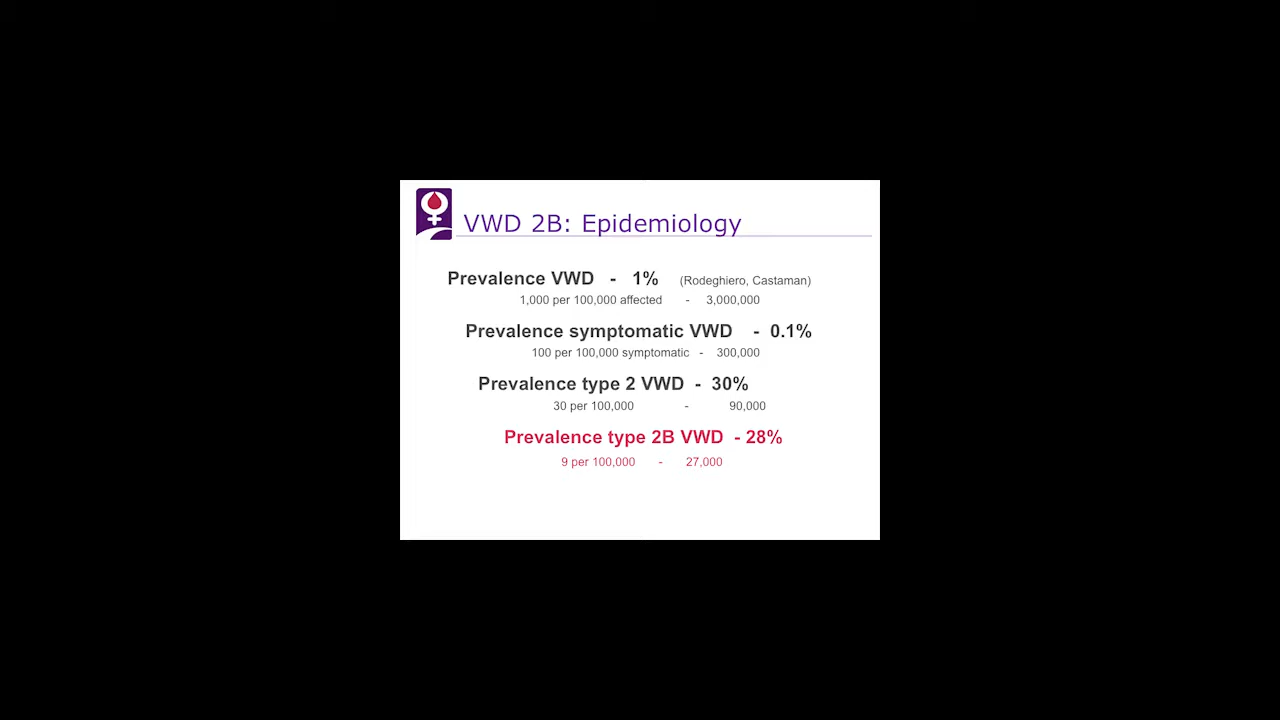 VWD 2B: Epidemiology
Prevalence VWD - 1% (Rodeghiero, Castaman)
1,000 per 100,000 affected - 3,000,000
Prevalence symptomatic VWD - 0.1%
100 per 100,000 symptomatic - 300,000
Prevalence type 2 VWD - 30%
30 per 100,000 - 90,000
Prevalence type 2B VWD - 28%
9 per 100,000 - 27,000